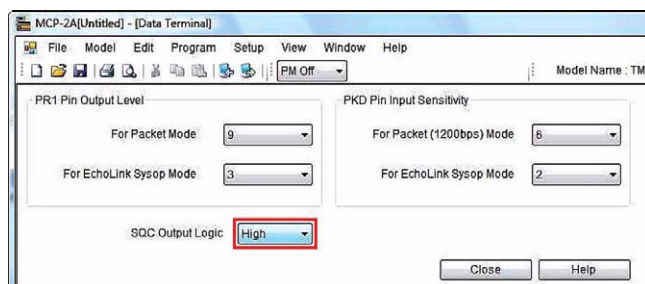 MCP-2A[Untitled] - [Data Terminal]
File Model Edit Program Setup View Window Help
PM Off Model Name : TM
PR1 Pin Output Level
For Packet Mode 9
For EchoLink Sysop Mode 3
PKD Pin Input Sensitivity
For Packet (1200bps) Mode 6
For EchoLink Sysop Mode 2
SQC Output Logic High
Close Help